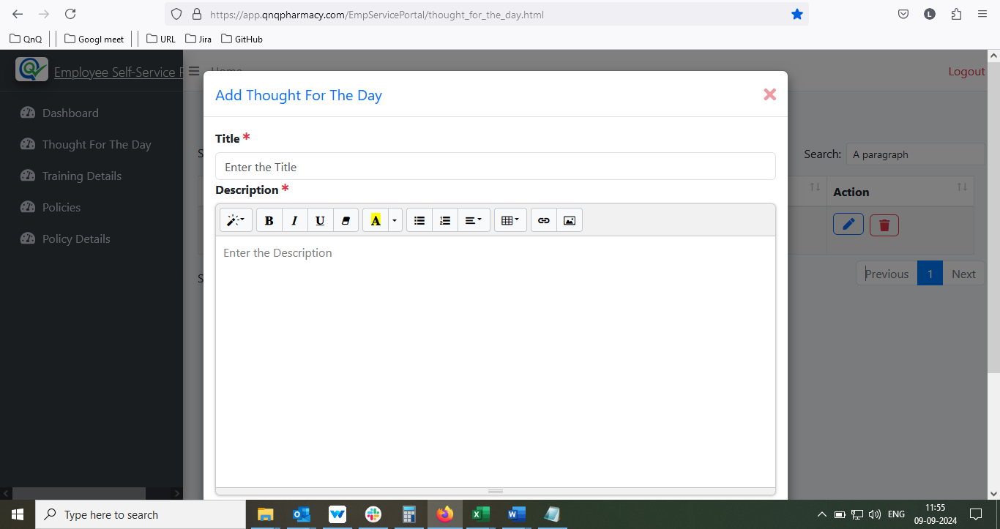 https://app.qnqpharmacy.com/EmpServicePortal/thought_for_the_day.html
L
QnQ
Googl meet
URL
Jira
GitHub
Employee Self-Service P
Home
Logout
Add Thought For The Day
Dashboard
Thought For The Day
Training Details
Policies
Policy Details
Title *
Enter the Title
Description *
B I U A
Enter the Description
S
Search: A paragraph
Action
S
Previous 1 Next
Type here to search
ENG
11:55
09-09-2024